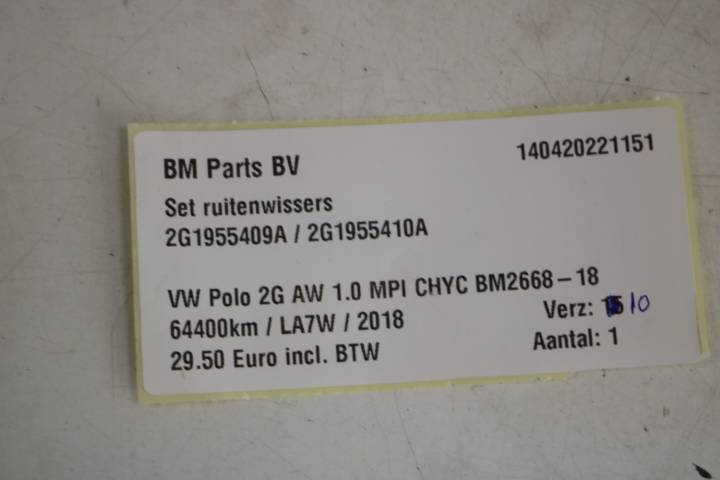 BM Parts BV
140420221151
Set ruitenwissers
2G1955409A / 2G1955410A
VW Polo 2G AW 1.0 MPI CHYC BM2668-18
64400km / LA7W / 2018
Verz: 10
29.50 Euro incl. BTW
Aantal: 1